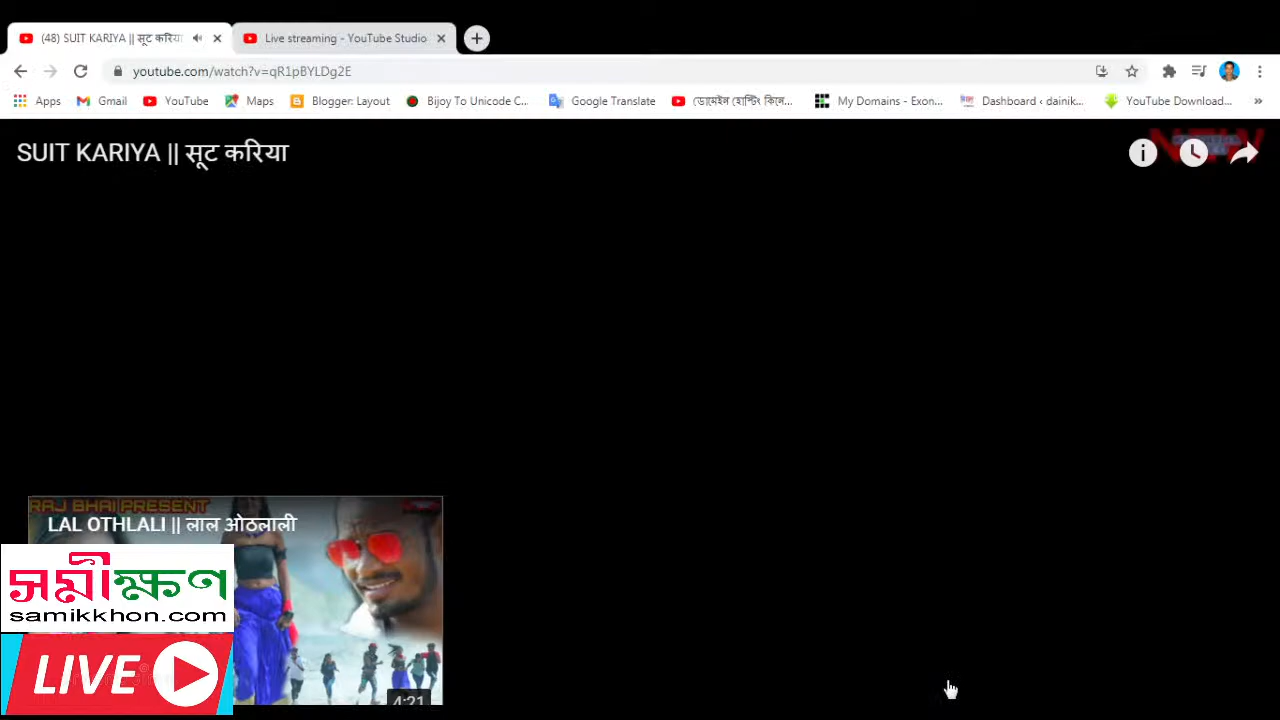 (48) SUIT KARIYA || सूट करिया
Live streaming - YouTube Studio
youtube.com/watch?v=qR1pBYLDg2E
Apps
Gmail
YouTube
Maps
Blogger: Layout
Bijoy To Unicode C...
Google Translate
ডোমেইন হোস্টিং কিনে...
My Domains - Exon...
Dashboard ‹ dainik...
YouTube Download...
SUIT KARIYA || सूट करिया
NEW
RAJ BHAI PRESENT
LAL OTHLALI || लाल ओठलाली
সমীক্ষণ
samikkhon.com
LIVE
4:21